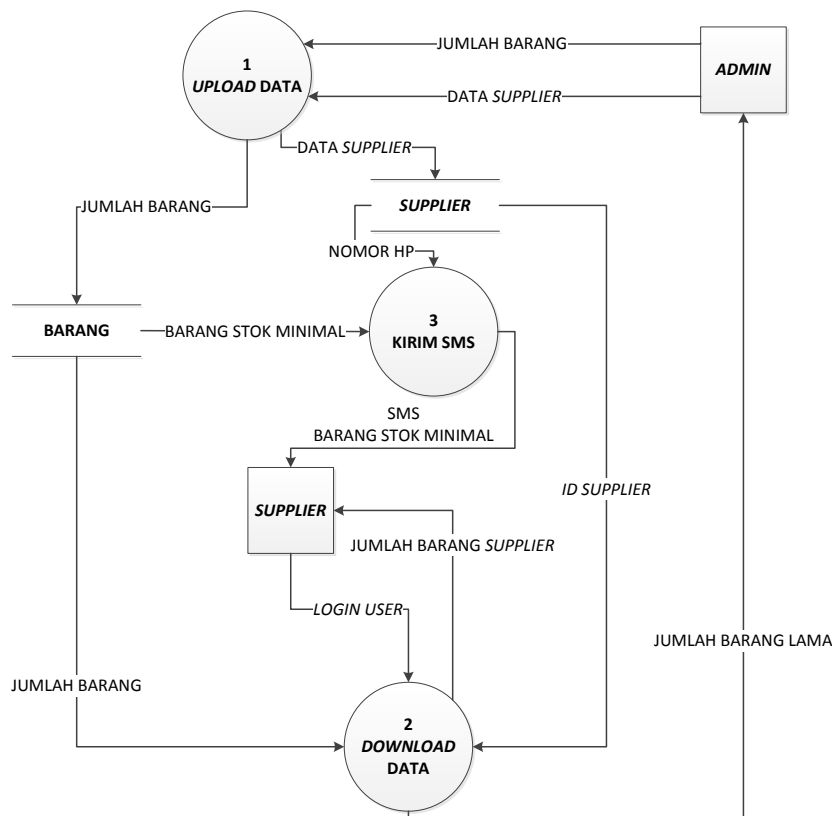 JUMLAH BARANG
1
UPLOAD DATA
ADMIN
DATA SUPPLIER
DATA SUPPLIER
JUMLAH BARANG
SUPPLIER
NOMOR HP
3
KIRIM SMS
BARANG
BARANG STOK MINIMAL
SMS
BARANG STOK MINIMAL
ID SUPPLIER
SUPPLIER
JUMLAH BARANG SUPPLIER
LOGIN USER
JUMLAH BARANG LAMA
JUMLAH BARANG
2
DOWNLOAD
DATA